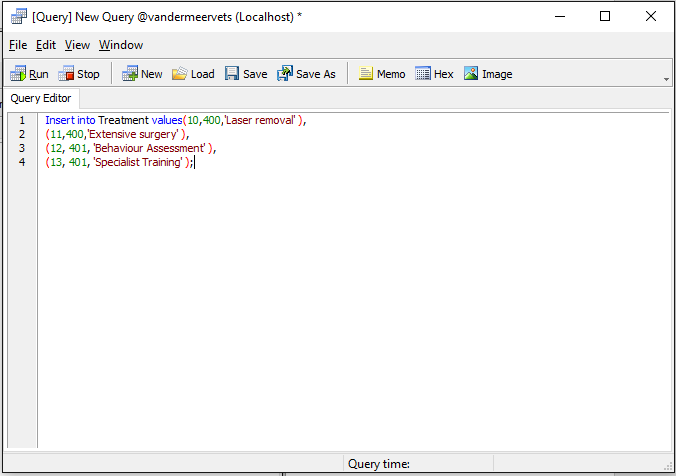 [Query] New Query @vandermeervets (Localhost) *
File Edit View Window
Run Stop New Load Save Save As Memo Hex Image
Query Editor
1 Insert into Treatment values(10,400,'Laser removal' ),
2 (11,400,'Extensive surgery' ),
3 (12, 401, 'Behaviour Assessment' ),
4 (13, 401, 'Specialist Training' );
Query time: